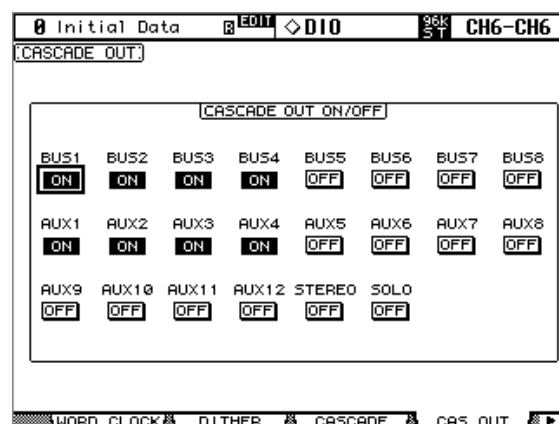 0 Initial Data R EDIT ◇DIO 96K ST CH6-CH6
CASCADE OUT
CASCADE OUT ON/OFF
BUS1 BUS2 BUS3 BUS4 BUS5 BUS6 BUS7 BUS8
ON ON ON ON OFF OFF OFF OFF
AUX1 AUX2 AUX3 AUX4 AUX5 AUX6 AUX7 AUX8
ON ON ON ON OFF OFF OFF OFF
AUX9 AUX10 AUX11 AUX12 STEREO SOLO
OFF OFF OFF OFF OFF OFF
WORD CLOCK DITHER CASCADE CAS OUT